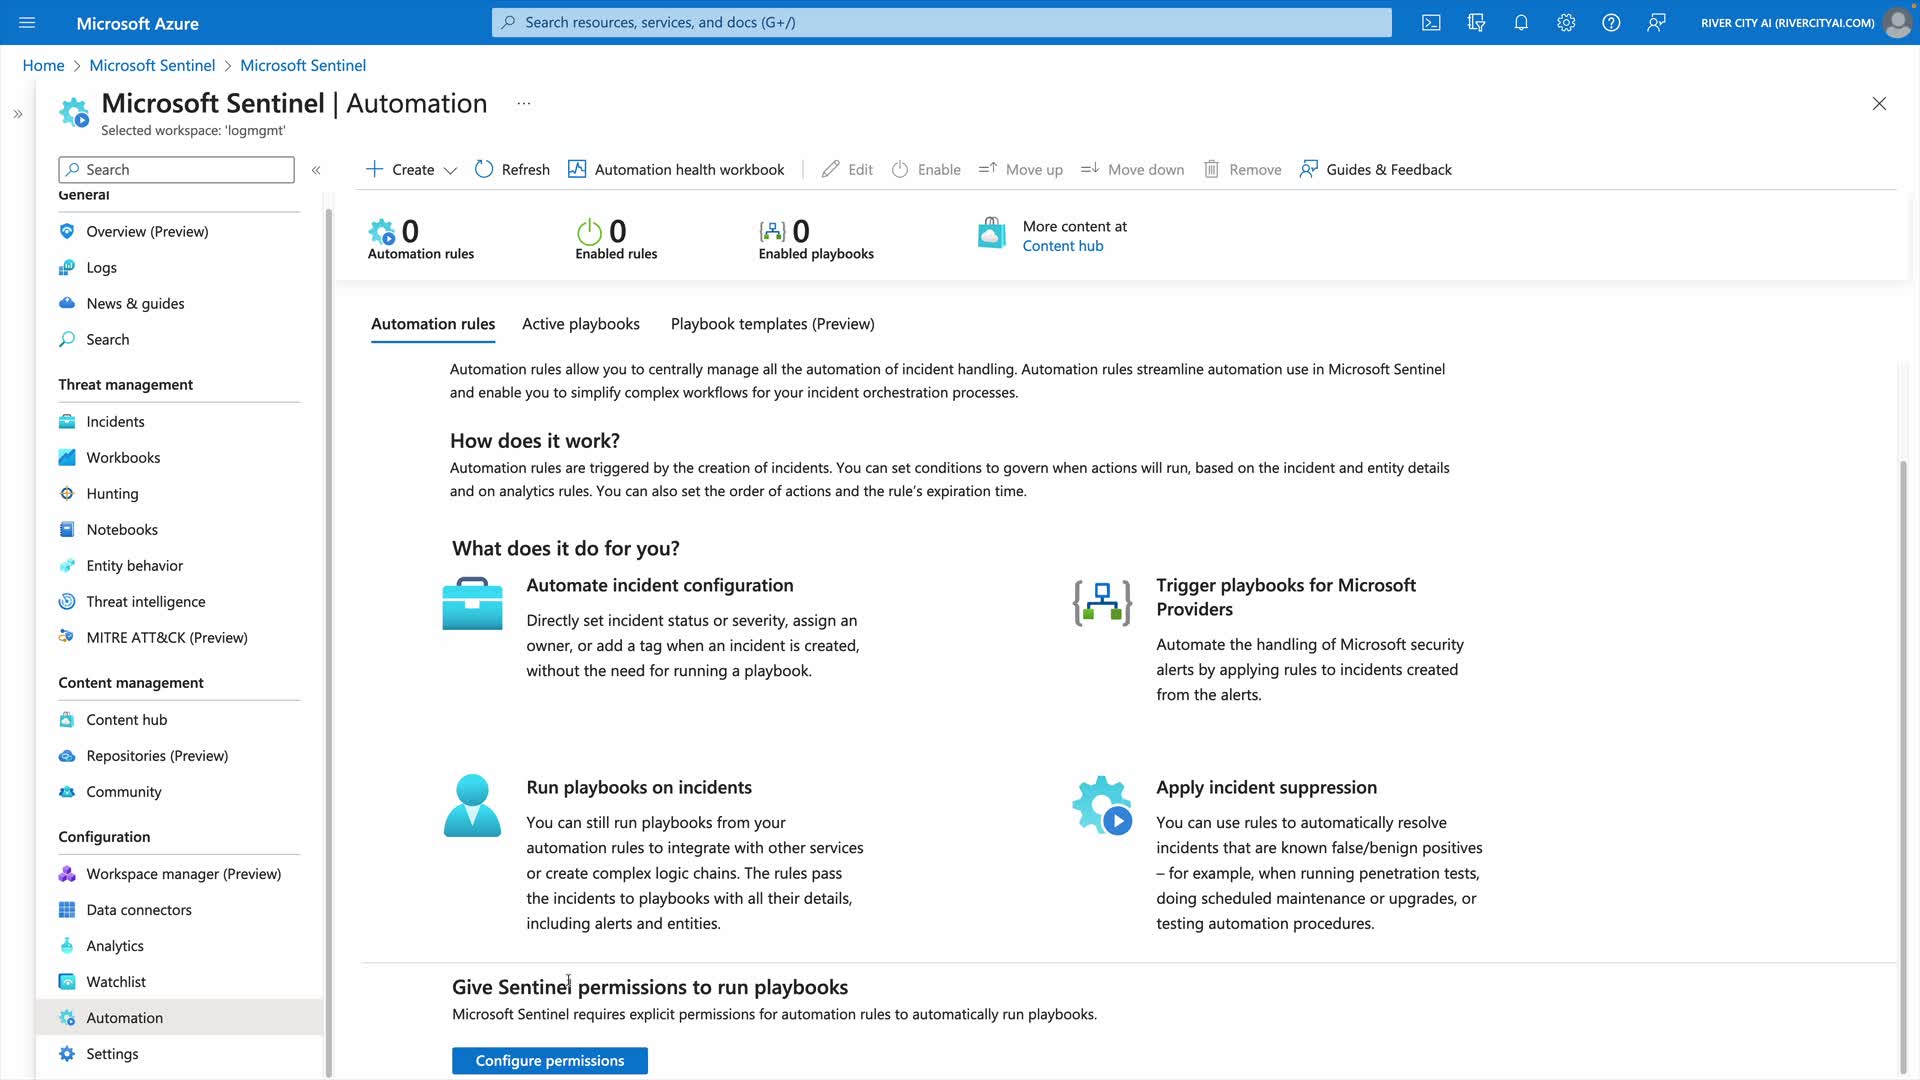 Microsoft Azure
Search resources, services, and docs (G+/)
RIVER CITY AI (RIVERCITYAI.COM)
Home > Microsoft Sentinel > Microsoft Sentinel
Microsoft Sentinel | Automation ...
Selected workspace: 'logmgmt'
Search
Create
Refresh
Automation health workbook
Edit
Enable
Move up
Move down
Remove
Guides & Feedback
General
Overview (Preview)
Logs
News & guides
Search
Threat management
Incidents
Workbooks
Hunting
Notebooks
Entity behavior
Threat intelligence
MITRE ATT&CK (Preview)
Content management
Content hub
Repositories (Preview)
Community
Configuration
Workspace manager (Preview)
Data connectors
Analytics
Watchlist
Automation
Settings
0
Automation rules
0
Enabled rules
0
Enabled playbooks
More content at
Content hub
Automation rules
Active playbooks
Playbook templates (Preview)
Automation rules allow you to centrally manage all the automation of incident handling. Automation rules streamline automation use in Microsoft Sentinel
and enable you to simplify complex workflows for your incident orchestration processes.
How does it work?
Automation rules are triggered by the creation of incidents. You can set conditions to govern when actions will run, based on the incident and entity details
and on analytics rules. You can also set the order of actions and the rule’s expiration time.
What does it do for you?
Automate incident configuration
Directly set incident status or severity, assign an
owner, or add a tag when an incident is created,
without the need for running a playbook.
Trigger playbooks for Microsoft
Providers
Automate the handling of Microsoft security
alerts by applying rules to incidents created
from the alerts.
Run playbooks on incidents
You can still run playbooks from your
automation rules to integrate with other services
or create complex logic chains. The rules pass
the incidents to playbooks with all their details,
including alerts and entities.
Apply incident suppression
You can use rules to automatically resolve
incidents that are known false/benign positives
– for example, when running penetration tests,
doing scheduled maintenance or upgrades, or
testing automation procedures.
Give Sentinel permissions to run playbooks
Microsoft Sentinel requires explicit permissions for automation rules to automatically run playbooks.
Configure permissions